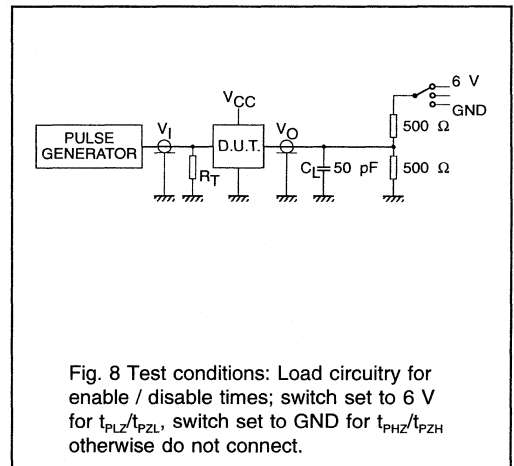 6 V
GND
500 Ω
V_CC
V_I
V_O
PULSE GENERATOR
D.U.T.
R_T
C_L 50 pF
500 Ω
Fig. 8 Test conditions: Load circuitry for
enable / disable times; switch set to 6 V
for t_PLZ/t_PZL, switch set to GND for t_PHZ/t_PZH
otherwise do not connect.